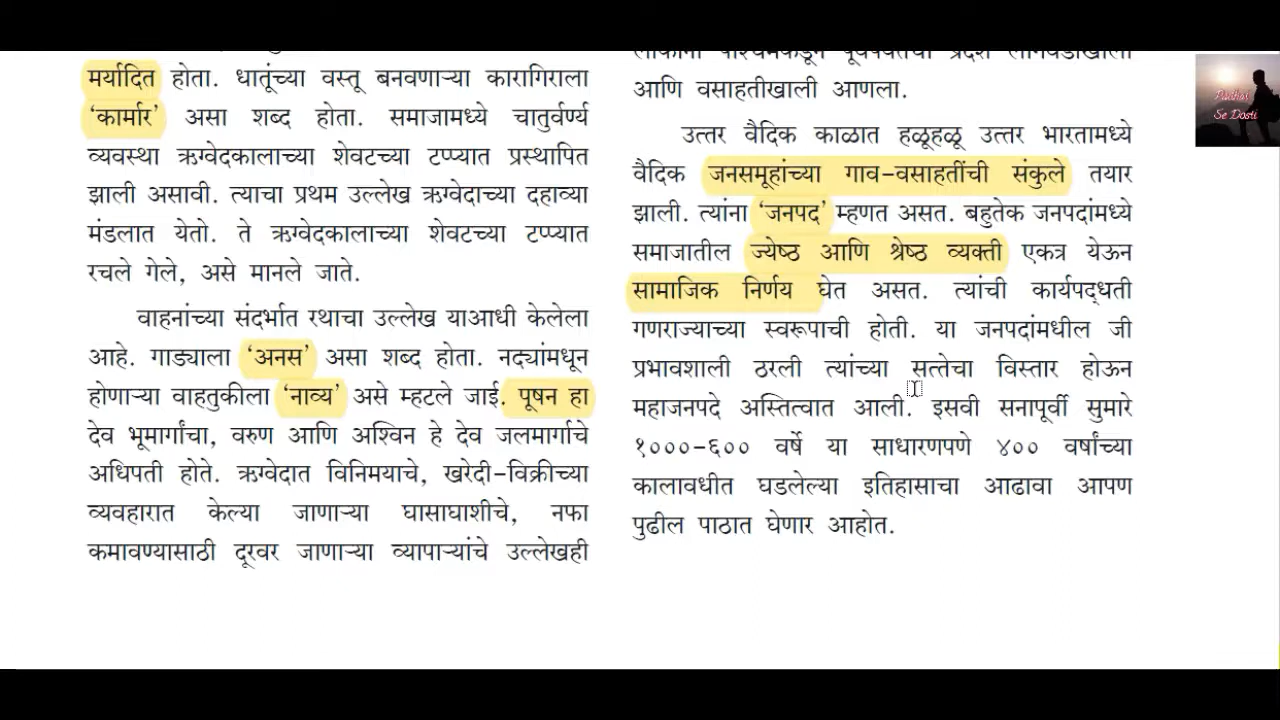 मर्यादित होता. धातूंच्या वस्तू बनवणाऱ्या कारागिराला
‘कार्मार’ असा शब्द होता. समाजामध्ये चातुर्वर्ण्य
व्यवस्था ऋग्वेदकालाच्या शेवटच्या टप्प्यात प्रस्थापित
झाली असावी. त्याचा प्रथम उल्लेख ऋग्वेदाच्या दहाव्या
मंडलात येतो. ते ऋग्वेदकालाच्या शेवटच्या टप्प्यात
रचले गेले, असे मानले जाते.
वाहनांच्या संदर्भात रथाचा उल्लेख याआधी केलेला
आहे. गाड्याला ‘अनस’ असा शब्द होता. नद्यांमधून
होणाऱ्या वाहतुकीला ‘नाव्य’ असे म्हटले जाई. पूषन हा
देव भूमार्गांचा, वरुण आणि अश्विन हे देव जलमार्गाचे
अधिपती होते. ऋग्वेदात विनिमयाचे, खरेदी-विक्रीच्या
व्यवहारात केल्या जाणाऱ्या घासाघाशीचे, नफा
कमावण्यासाठी दूरवर जाणाऱ्या व्यापाऱ्यांचे उल्लेखही
आणि वसाहतीखाली आणला.
उत्तर वैदिक काळात हळूहळू उत्तर भारतामध्ये
वैदिक जनसमूहांच्या गाव-वसाहतींची संकुले तयार
झाली. त्यांना ‘जनपद’ म्हणत असत. बहुतेक जनपदांमध्ये
समाजातील ज्येष्ठ आणि श्रेष्ठ व्यक्ती एकत्र येऊन
सामाजिक निर्णय घेत असत. त्यांची कार्यपद्धती
गणराज्याच्या स्वरूपाची होती. या जनपदांमधील जी
प्रभावशाली ठरली त्यांच्या सत्तेचा विस्तार होऊन
महाजनपदे अस्तित्वात आली. इसवी सनापूर्वी सुमारे
१०००-६०० वर्षे या साधारणपणे ४०० वर्षांच्या
कालावधीत घडलेल्या इतिहासाचा आढावा आपण
पुढील पाठात घेणार आहोत.
Padhai
Se Dosti